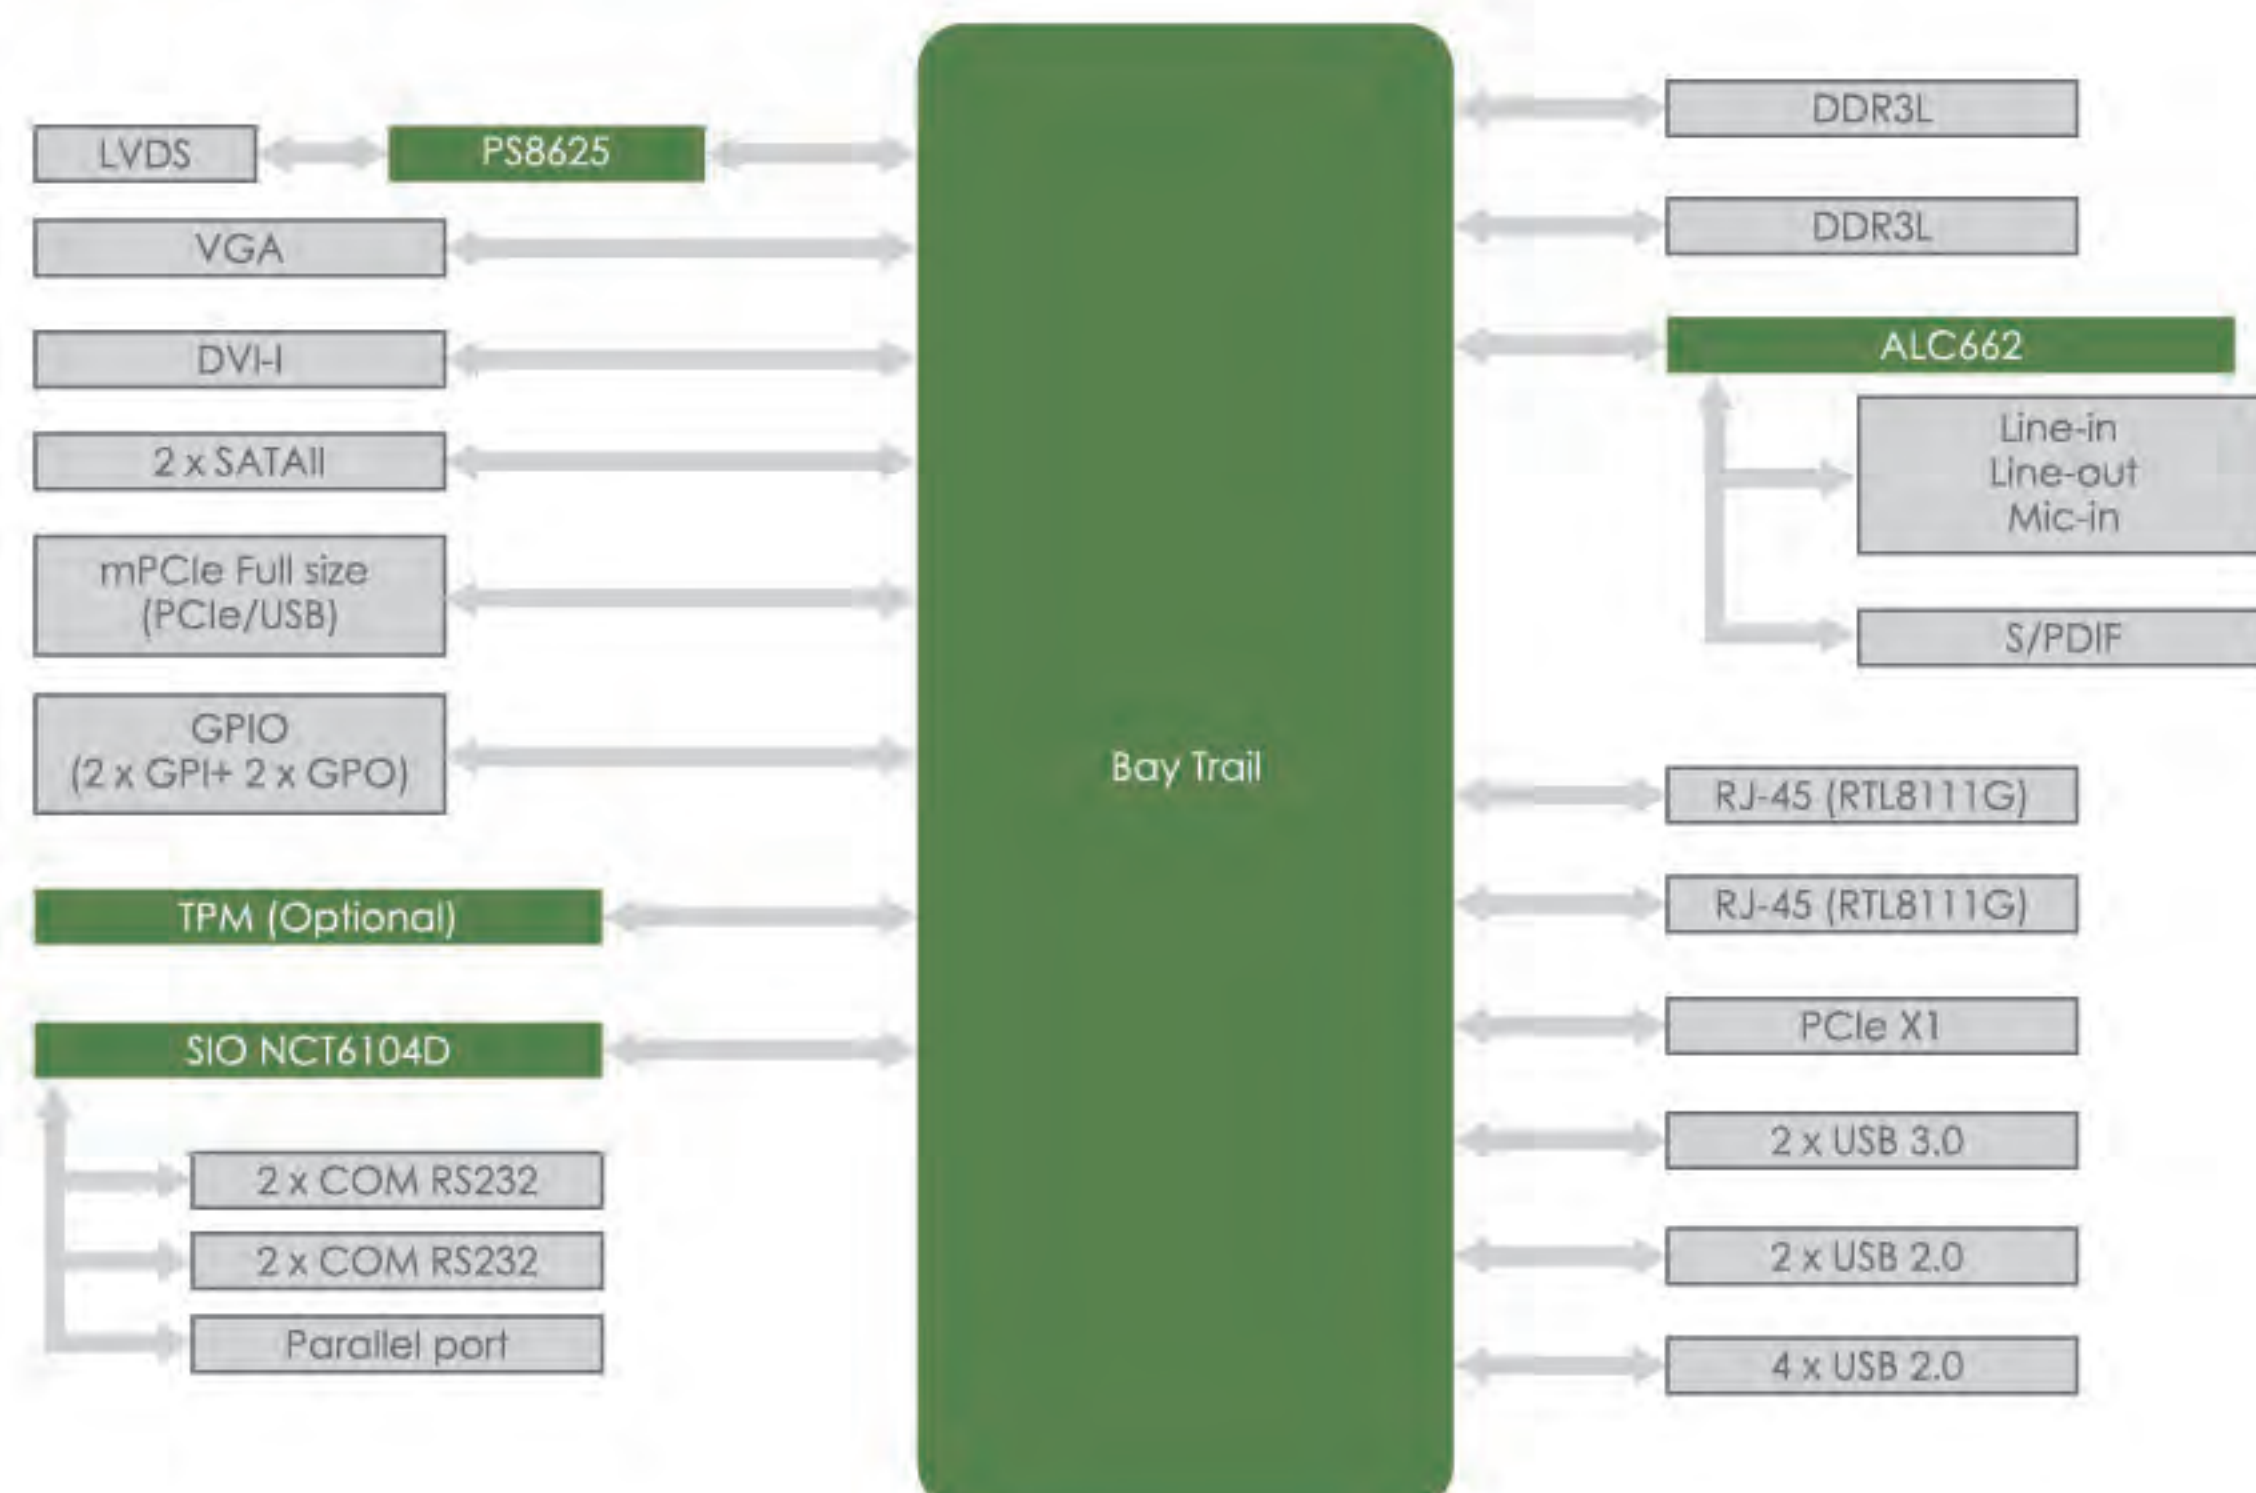 LVDS
PS8625
VGA
DVI-I
2 x SATAII
mPCIe Full size
(PCIe/USB)
GPIO
(2 x GPI+ 2 x GPO)
TPM (Optional)
SIO NCT6104D
2 x COM RS232
2 x COM RS232
Parallel port
Bay Trail
DDR3L
DDR3L
ALC662
Line-in
Line-out
Mic-in
S/PDIF
RJ-45 (RTL8111G)
RJ-45 (RTL8111G)
PCIe X1
2 x USB 3.0
2 x USB 2.0
4 x USB 2.0